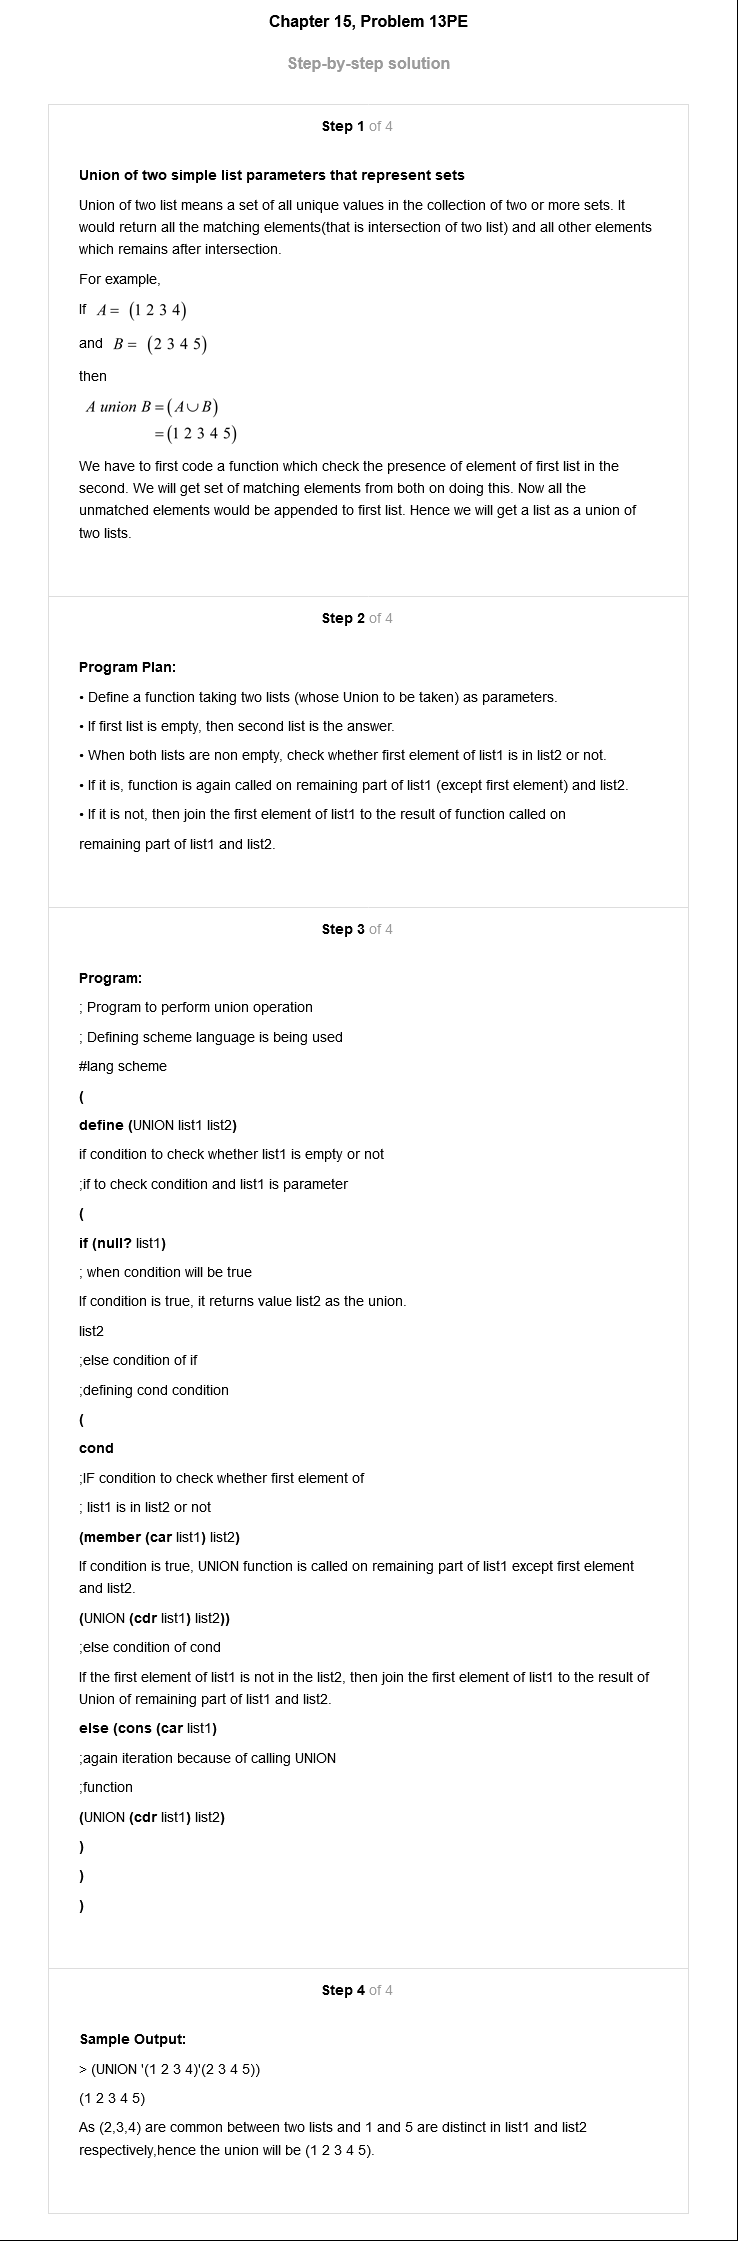 Chapter 15, Problem 13PE
Step-by-step solution
Step 1 of 4
Union of two simple list parameters that represent sets
Union of two list means a set of all unique values in the collection of two or more sets. It
would return all the matching elements(that is intersection of two list) and all other elements
which remains after intersection.
For example,
If A = (1 2 3 4)
and B = (2 3 4 5)
then
A union B = (A∪B)
= (1 2 3 4 5)
We have to first code a function which check the presence of element of first list in the
second. We will get set of matching elements from both on doing this. Now all the
unmatched elements would be appended to first list. Hence we will get a list as a union of
two lists.
Step 2 of 4
Program Plan:
• Define a function taking two lists (whose Union to be taken) as parameters.
• If first list is empty, then second list is the answer.
• When both lists are non empty, check whether first element of list1 is in list2 or not.
• If it is, function is again called on remaining part of list1 (except first element) and list2.
• If it is not, then join the first element of list1 to the result of function called on
remaining part of list1 and list2.
Step 3 of 4
Program:
; Program to perform union operation
; Defining scheme language is being used
#lang scheme
(
define (UNION list1 list2)
if condition to check whether list1 is empty or not
;if to check condition and list1 is parameter
(
if (null? list1)
; when condition will be true
If condition is true, it returns value list2 as the union.
list2
;else condition of if
;defining cond condition
(
cond
;IF condition to check whether first element of
; list1 is in list2 or not
(member (car list1) list2)
If condition is true, UNION function is called on remaining part of list1 except first element
and list2.
(UNION (cdr list1) list2))
;else condition of cond
If the first element of list1 is not in the list2, then join the first element of list1 to the result of
Union of remaining part of list1 and list2.
else (cons (car list1)
;again iteration because of calling UNION
;function
(UNION (cdr list1) list2)
)
)
)
Step 4 of 4
Sample Output:
> (UNION '(1 2 3 4)'(2 3 4 5))
(1 2 3 4 5)
As (2,3,4) are common between two lists and 1 and 5 are distinct in list1 and list2
respectively,hence the union will be (1 2 3 4 5).